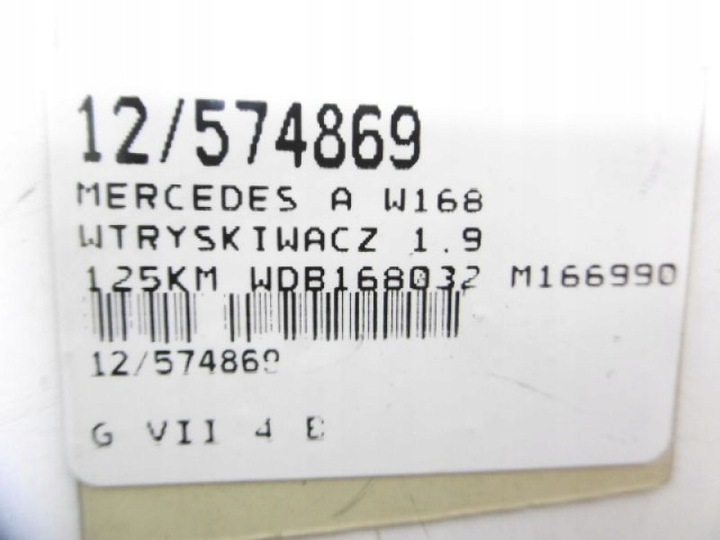 12/574869
MERCEDES A W168
WTRYSKIWACZ 1.9
125KM WDB168032 M166990
12/574869
G VII 4